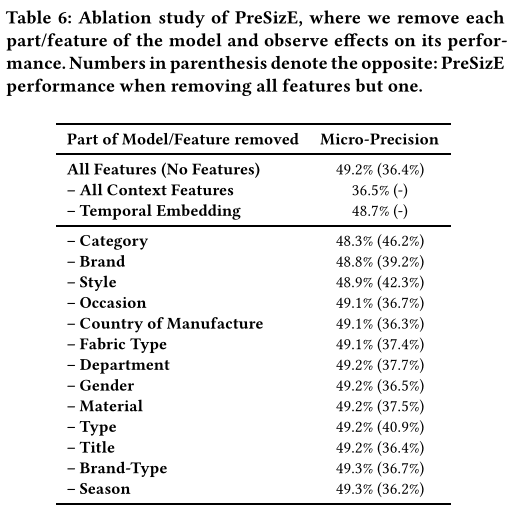 Table 6: Ablation study of PreSizE, where we remove each
part/feature of the model and observe effects on its perfor-
mance. Numbers in parenthesis denote the opposite: PreSizE
performance when removing all features but one.
Part of Model/Feature removed Micro-Precision
All Features (No Features) 49.2% (36.4%)
– All Context Features 36.5% (-)
– Temporal Embedding 48.7% (-)
– Category 48.3% (46.2%)
– Brand 48.8% (39.2%)
– Style 48.9% (42.3%)
– Occasion 49.1% (36.7%)
– Country of Manufacture 49.1% (36.3%)
– Fabric Type 49.1% (37.4%)
– Department 49.2% (37.7%)
– Gender 49.2% (36.5%)
– Material 49.2% (37.5%)
– Type 49.2% (40.9%)
– Title 49.2% (36.4%)
– Brand-Type 49.3% (36.7%)
– Season 49.3% (36.2%)